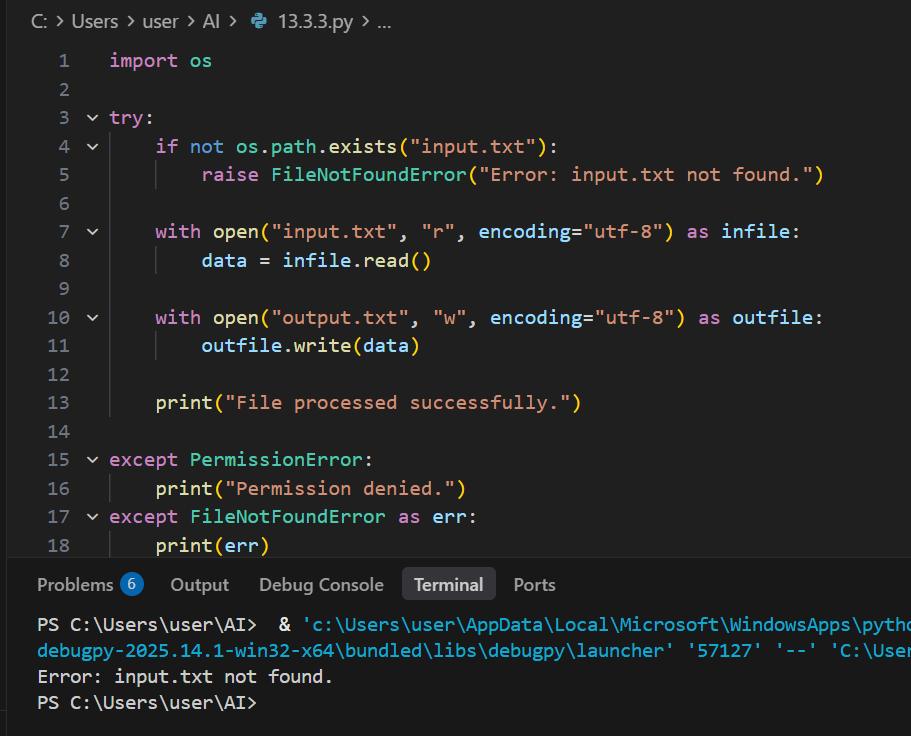 C: > Users > user > AI > 13.3.3.py > ...
1 import os
2
3 try:
4 if not os.path.exists("input.txt"):
5 raise FileNotFoundError("Error: input.txt not found.")
6
7 with open("input.txt", "r", encoding="utf-8") as infile:
8 data = infile.read()
9
10 with open("output.txt", "w", encoding="utf-8") as outfile:
11 outfile.write(data)
12
13 print("File processed successfully.")
14
15 except PermissionError:
16 print("Permission denied.")
17 except FileNotFoundError as err:
18 print(err)
Problems 6 Output Debug Console Terminal Ports
PS C:\Users\user\AI> & 'c:\Users\user\AppData\Local\Microsoft\WindowsApps\pytho
debugpy-2025.14.1-win32-x64\bundled\libs\debugpy\launcher' '57127' '--' 'C:\User
Error: input.txt not found.
PS C:\Users\user\AI>